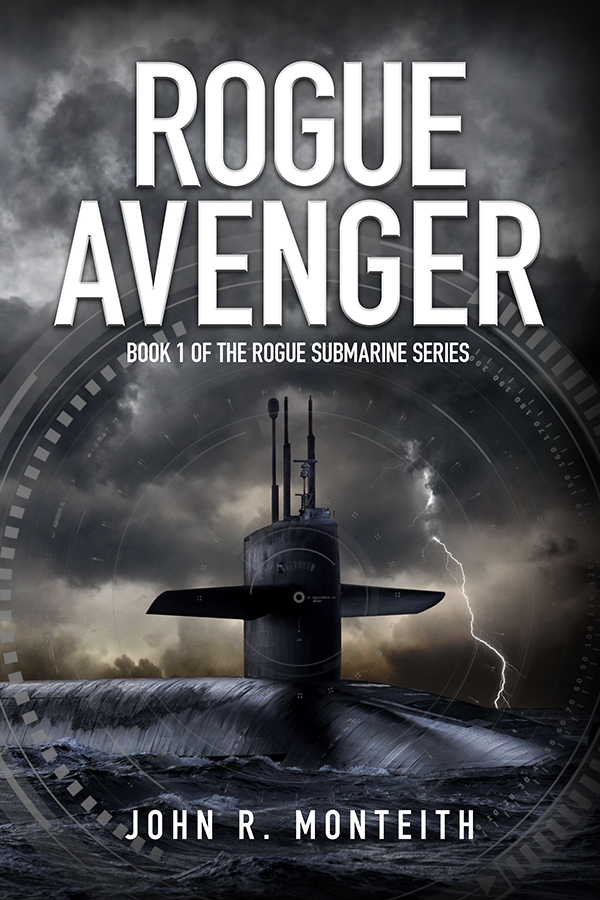 ROGUE
AVENGER
BOOK 1 OF THE ROGUE SUBMARINE SERIES
JOHN R. MONTEITH